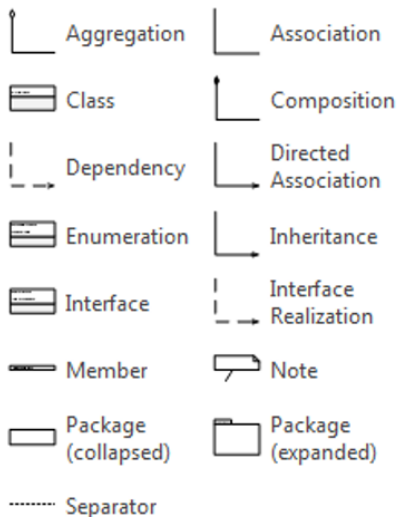 Aggregation
Association
Class
Composition
Dependency
Directed
Association
Enumeration
Inheritance
Interface
Interface
Realization
Member
Note
Package
(collapsed)
Package
(expanded)
Separator